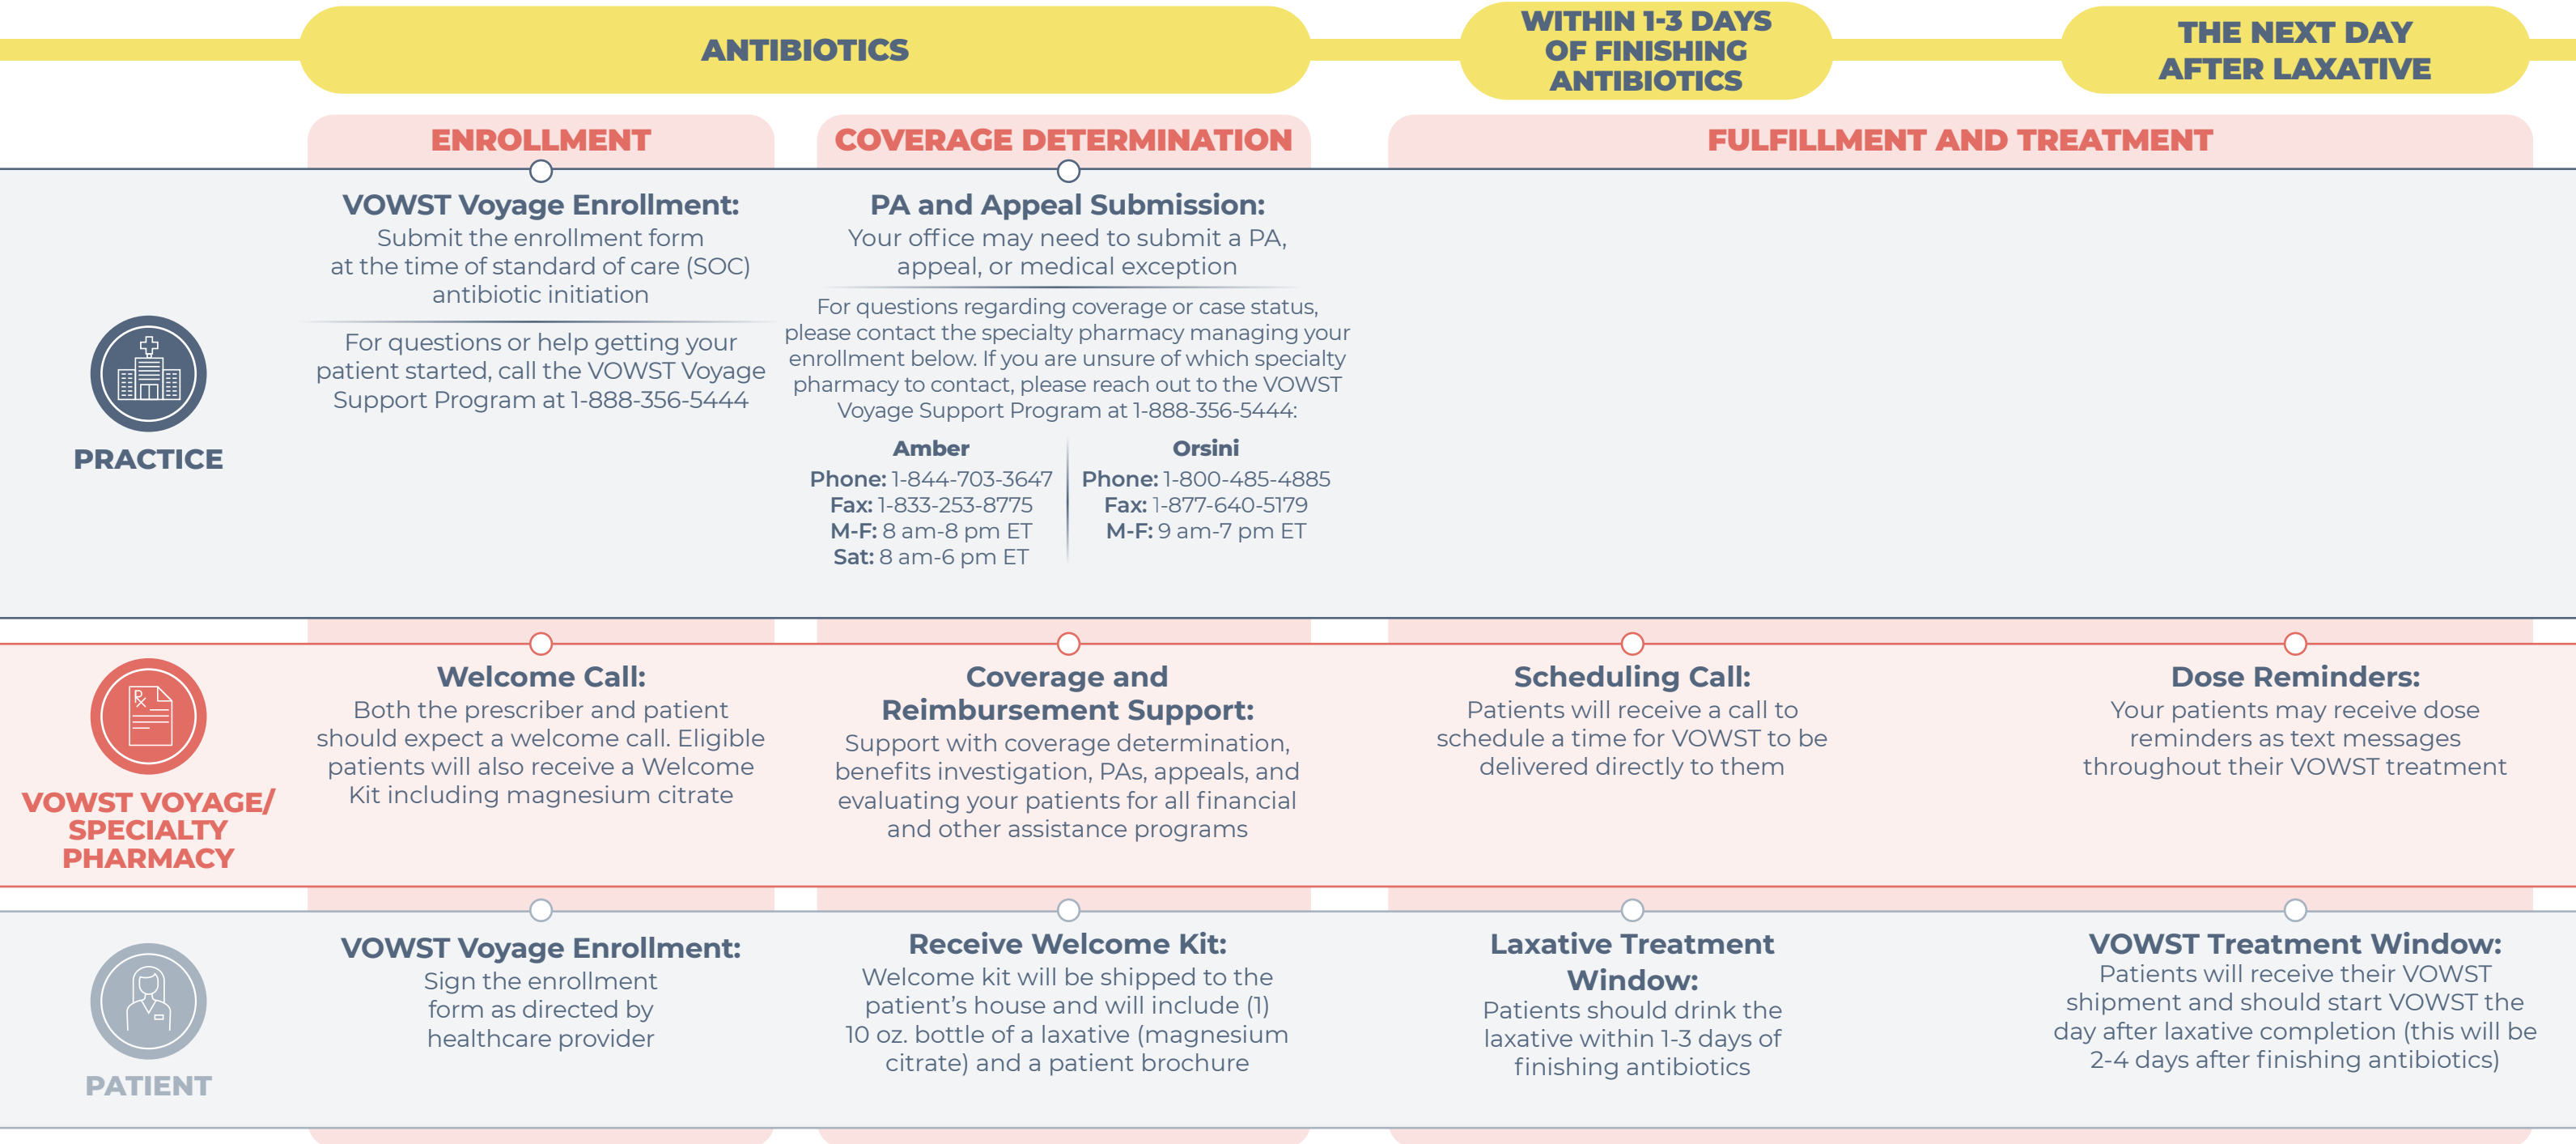 ANTIBIOTICS
WITHIN 1-3 DAYS
OF FINISHING
ANTIBIOTICS
THE NEXT DAY
AFTER LAXATIVE
ENROLLMENT
COVERAGE DETERMINATION
FULFILLMENT AND TREATMENT
PRACTICE
VOWST Voyage Enrollment:
Submit the enrollment form
at the time of standard of care (SOC)
antibiotic initiation
For questions or help getting your
patient started, call the VOWST Voyage
Support Program at 1-888-356-5444
PA and Appeal Submission:
Your office may need to submit a PA,
appeal, or medical exception
For questions regarding coverage or case status,
please contact the specialty pharmacy managing your
enrollment below. If you are unsure of which specialty
pharmacy to contact, please reach out to the VOWST
Voyage Support Program at 1-888-356-5444:
Amber
Phone: 1-844-703-3647
Fax: 1-833-253-8775
M-F: 8 am-8 pm ET
Sat: 8 am-6 pm ET
Orsini
Phone: 1-800-485-4885
Fax: 1-877-640-5179
M-F: 9 am-7 pm ET
Rx
VOWST VOYAGE/
SPECIALTY
PHARMACY
Welcome Call:
Both the prescriber and patient
should expect a welcome call. Eligible
patients will also receive a Welcome
Kit including magnesium citrate
Coverage and
Reimbursement Support:
Support with coverage determination,
benefits investigation, PAs, appeals, and
evaluating your patients for all financial
and other assistance programs
Scheduling Call:
Patients will receive a call to
schedule a time for VOWST to be
delivered directly to them
Dose Reminders:
Your patients may receive dose
reminders as text messages
throughout their VOWST treatment
PATIENT
VOWST Voyage Enrollment:
Sign the enrollment
form as directed by
healthcare provider
Receive Welcome Kit:
Welcome kit will be shipped to the
patient’s house and will include (1)
10 oz. bottle of a laxative (magnesium
citrate) and a patient brochure
Laxative Treatment
Window:
Patients should drink the
laxative within 1-3 days of
finishing antibiotics
VOWST Treatment Window:
Patients will receive their VOWST
shipment and should start VOWST the
day after laxative completion (this will be
2-4 days after finishing antibiotics)